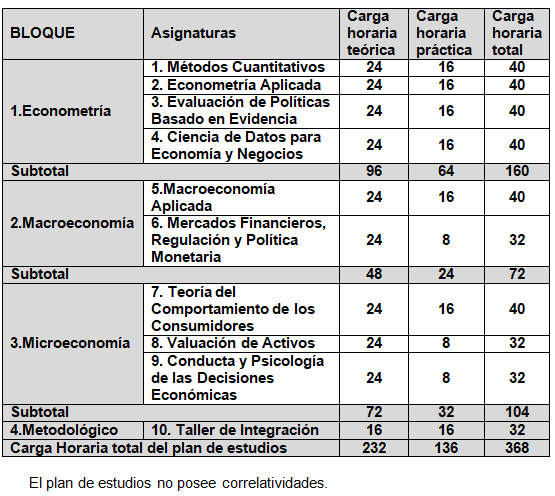 BLOQUE Asignaturas Carga horaria teórica Carga horaria práctica Carga horaria total
1.Econometría
1. Métodos Cuantitativos 24 16 40
2. Econometría Aplicada 24 16 40
3. Evaluación de Políticas
Basado en Evidencia 24 16 40
4. Ciencia de Datos para
Economía y Negocios 24 16 40
Subtotal 96 64 160
2.Macroeconomía
5.Macroeconomía
Aplicada 24 16 40
6. Mercados Financieros,
Regulación y Política
Monetaria 24 8 32
Subtotal 48 24 72
3.Microeconomía
7. Teoría del
Comportamiento de los
Consumidores 24 16 40
8. Valuación de Activos 24 8 32
9. Conducta y Psicología
de las Decisiones
Económicas 24 8 32
Subtotal 72 32 104
4.Metodológico 10. Taller de Integración 16 16 32
Carga Horaria total del plan de estudios 232 136 368
El plan de estudios no posee correlatividades.